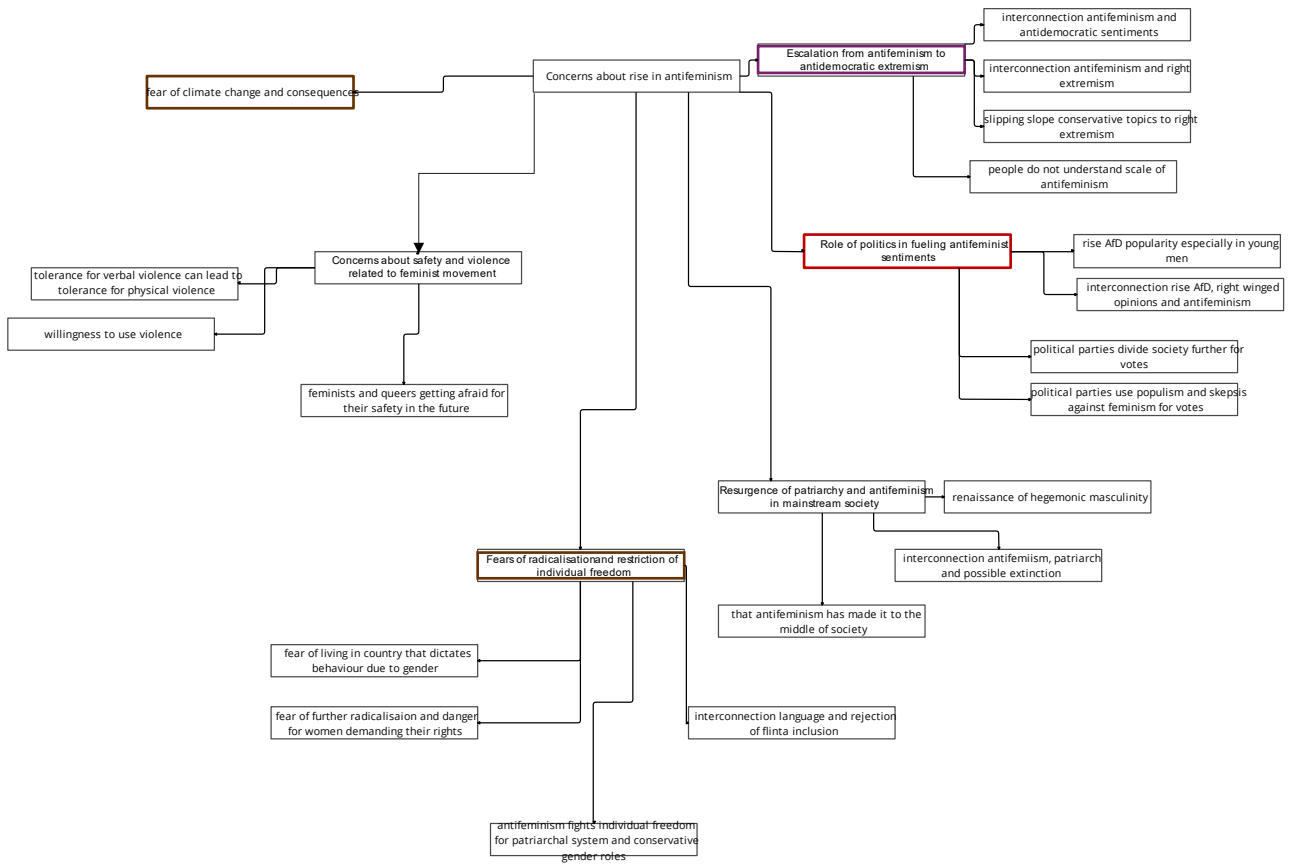 interconnection antifeminism and
antidemocratic sentiments
Escalation from antifeminism to
antidemocratic extremism
Concerns about rise in antifeminism
interconnection antifeminism and right
extremism
fear of climate change and consequences
slipping slope conservative topics to right
extremism
people do not understand scale of
antifeminism
Role of politics in fueling antifeminist
sentiments
rise AfD popularity especially in young
men
Concerns about safety and violence
related to feminist movement
tolerance for verbal violence can lead to
tolerance for physical violence
interconnection rise AfD, right winged
opinions and antifeminism
willingness to use violence
political parties divide society further for
votes
feminists and queers getting afraid for
their safety in the future
political parties use populism and skepsis
against feminism for votes
Resurgence of patriarchy and antifeminism
in mainstream society
renaissance of hegemonic masculinity
Fears of radicalisation and restriction of
individual freedom
interconnection antifemiism, patriarch
and possible extinction
that antifeminism has made it to the
middle of society
fear of living in country that dictates
behaviour due to gender
fear of further radicalisaion and danger
for women demanding their rights
interconnection language and rejection
of flinta inclusion
antifeminism fights individual freedom
for patriarchal system and conservative
gender roles